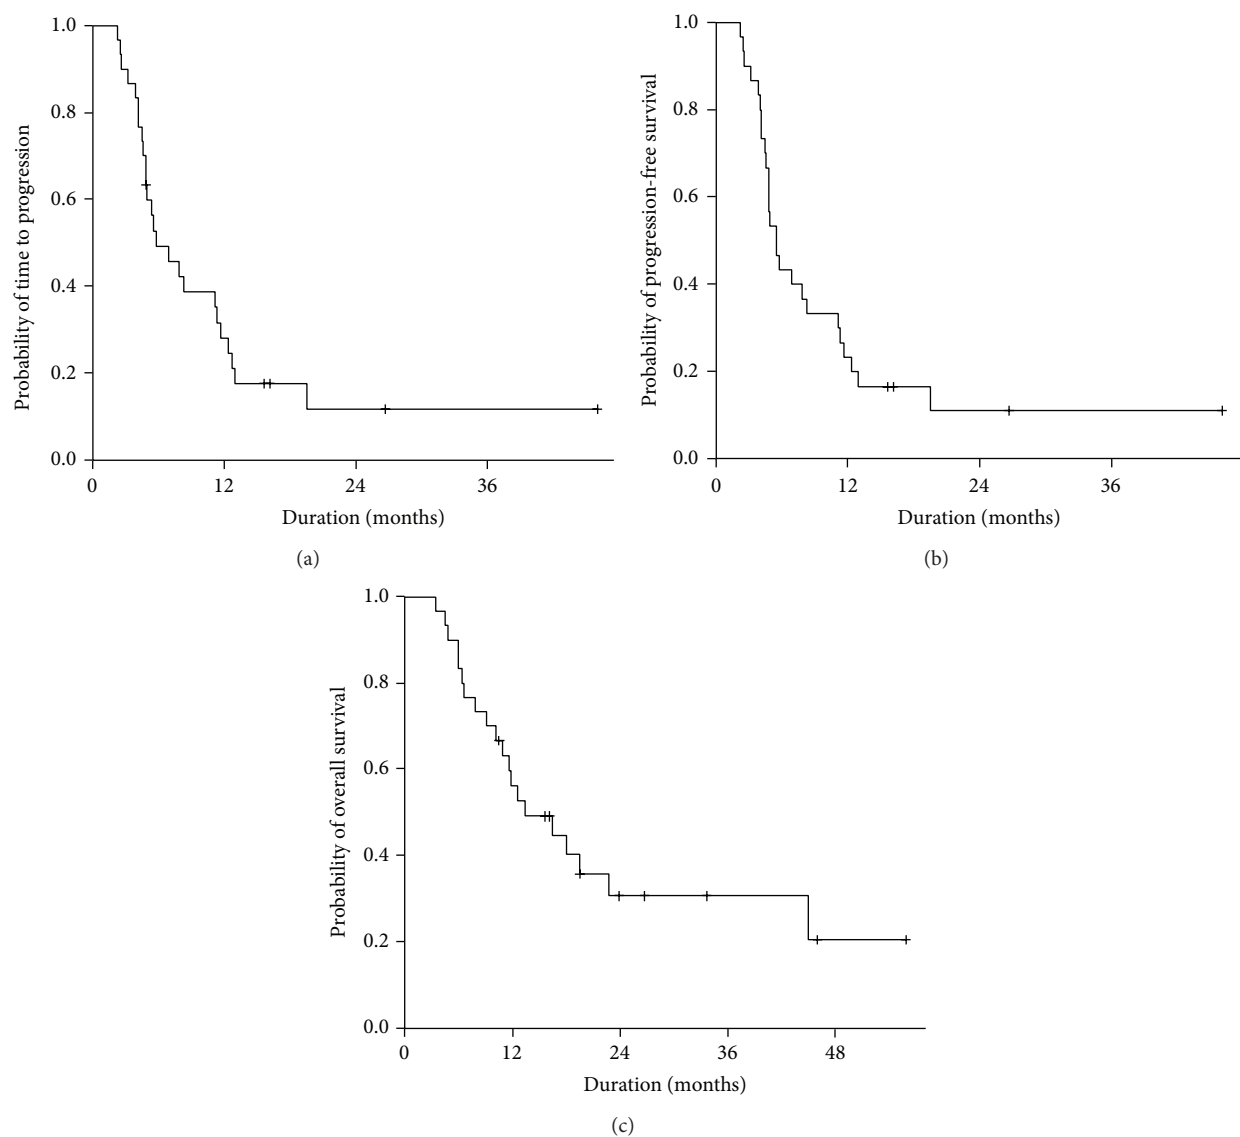 1.0
0.8
0.6
0.4
0.2
0.0
Probability of time to progression
0 12 24 36
Duration (months)
(a)
1.0
0.8
0.6
0.4
0.2
0.0
Probability of progression-free survival
0 12 24 36
Duration (months)
(b)
1.0
0.8
0.6
0.4
0.2
0.0
Probability of overall survival
0 12 24 36 48
Duration (months)
(c)